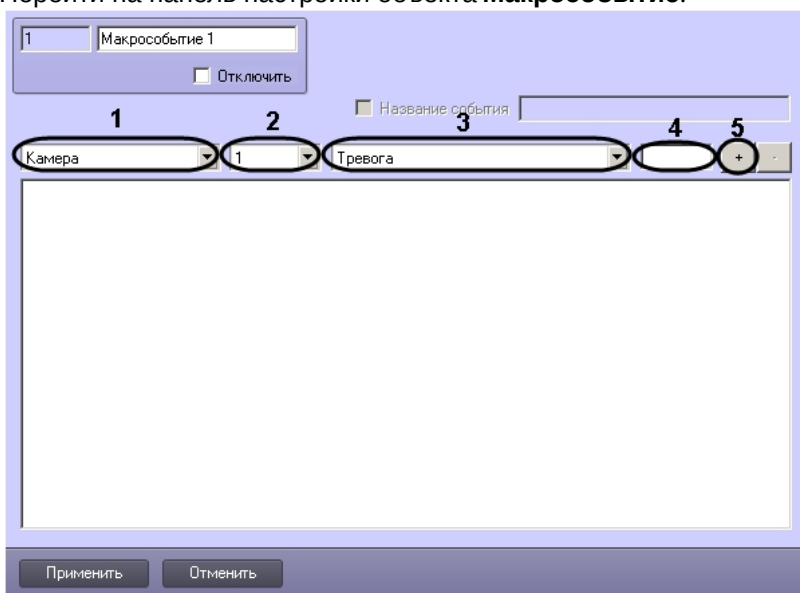 Перейти на панель настройки объекта Макрособытие.
1 Макрособытие 1
Отключить
Название события
1 2 3 4 5
Камера 1 Тревога + -
Применить Отменить